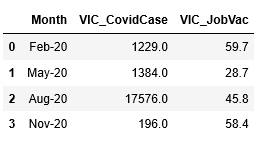 Month VIC_CovidCase VIC_JobVac
0 Feb-20 1229.0 59.7
1 May-20 1384.0 28.7
2 Aug-20 17576.0 45.8
3 Nov-20 196.0 58.4